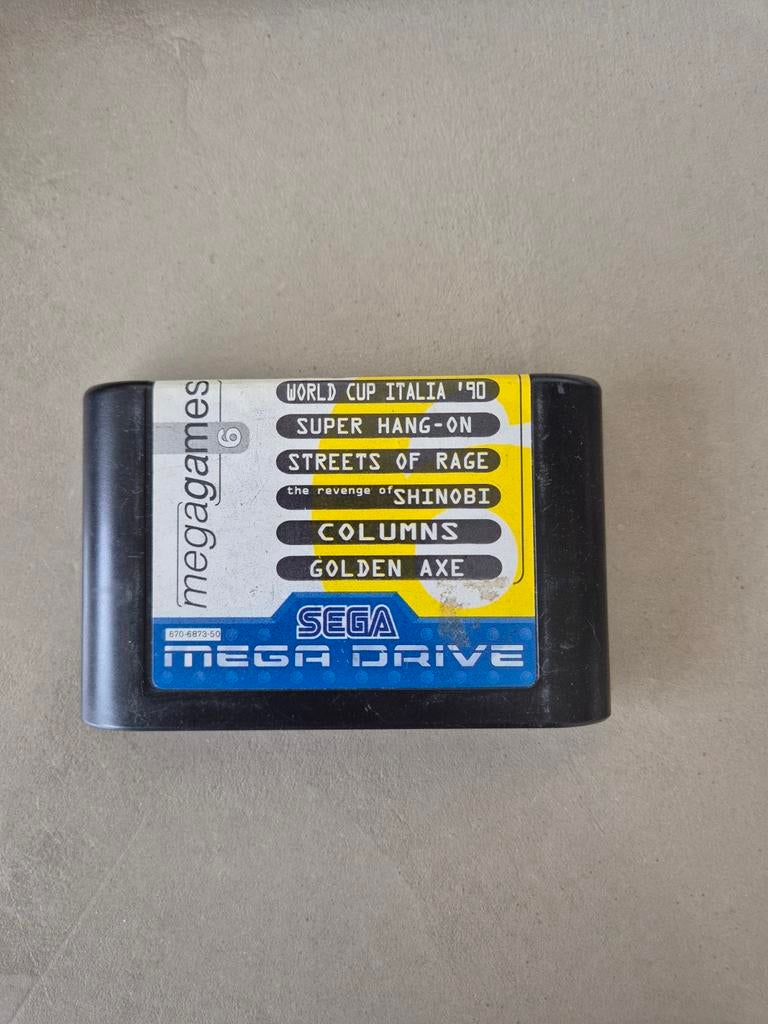 megagames
6
WORLD CUP ITALIA '90
SUPER HANG-ON
STREETS OF RAGE
the revenge of SHINOBI
COLUMNS
GOLDEN AXE
SEGA
670-6873-50
MEGA DRIVE